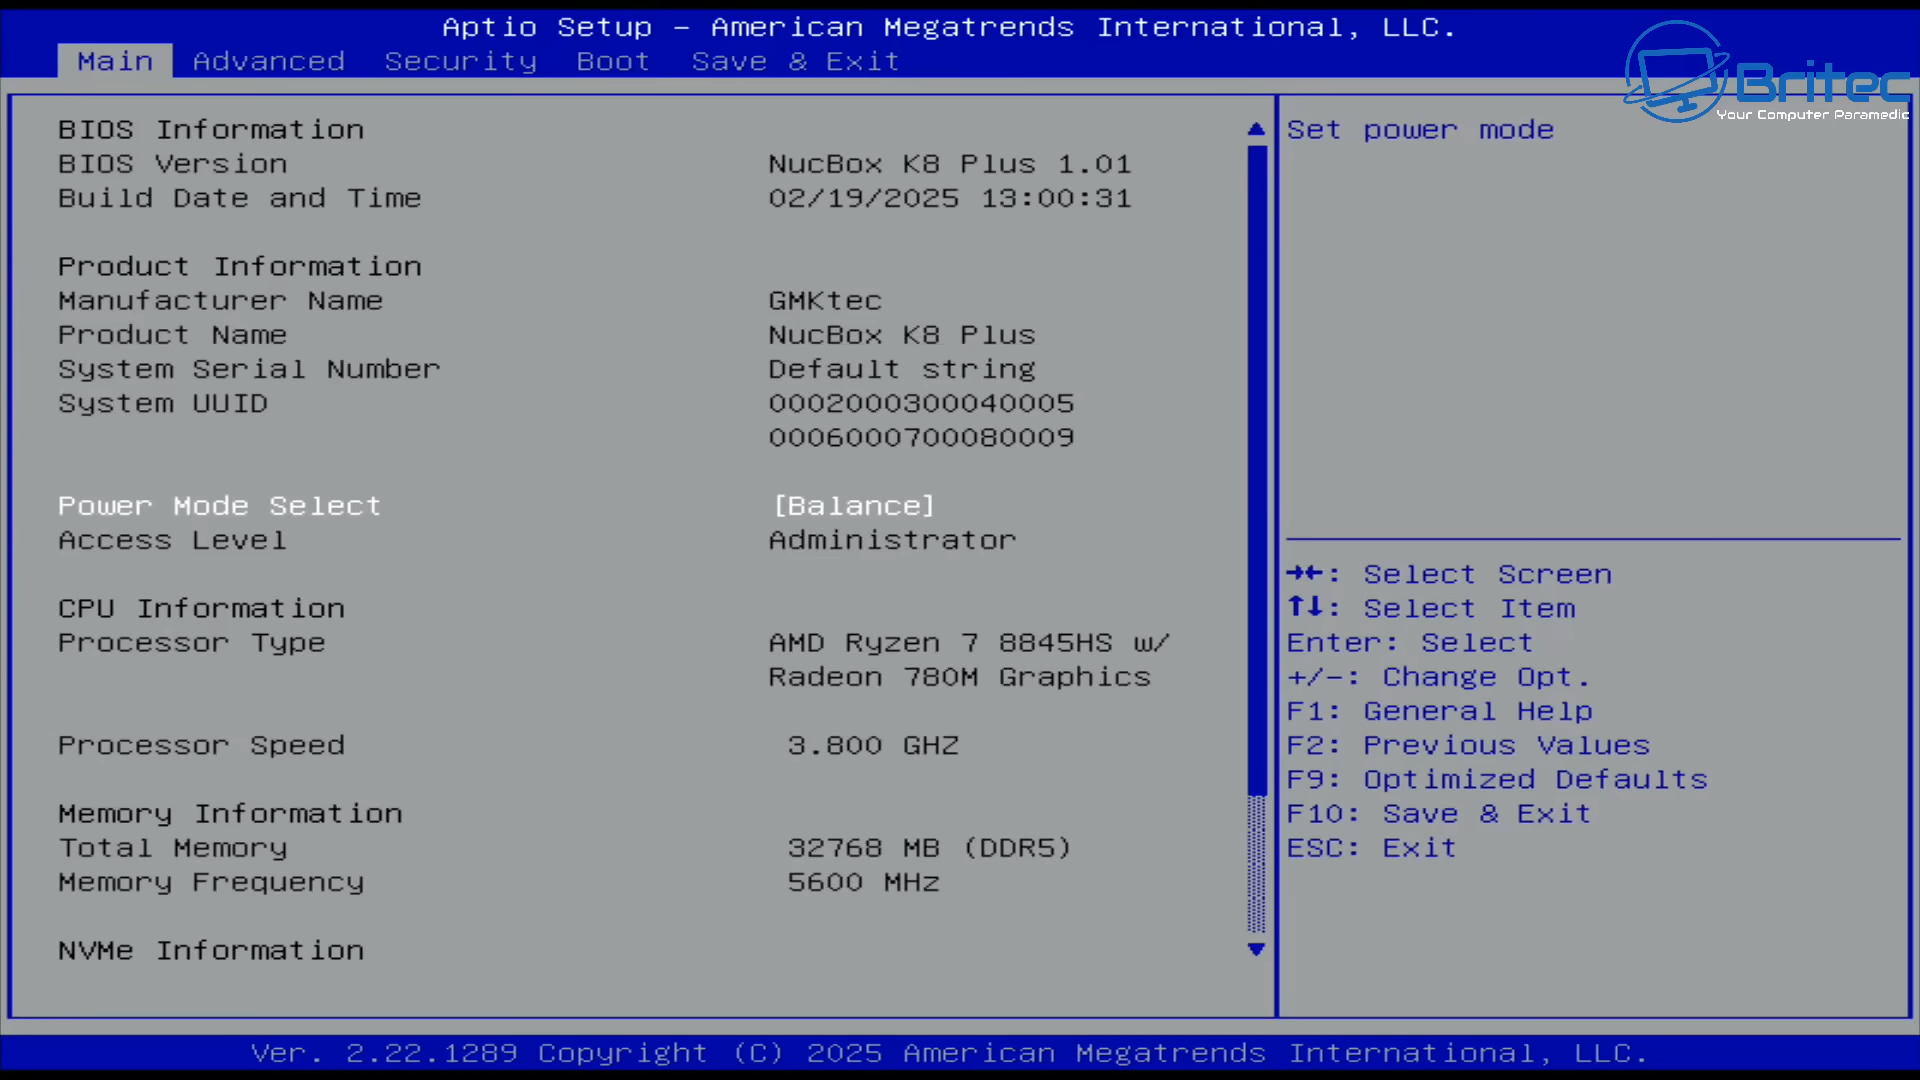 Aptio Setup – American Megatrends International, LLC.
Main Advanced Security Boot Save & Exit
Britec
Your Computer Paramedic
BIOS Information
BIOS Version NucBox K8 Plus 1.01
Build Date and Time 02/19/2025 13:00:31
Product Information
Manufacturer Name GMKtec
Product Name NucBox K8 Plus
System Serial Number Default string
System UUID 0002000300040005
0006000700080009
Power Mode Select [Balance]
Access Level Administrator
CPU Information
Processor Type AMD Ryzen 7 8845HS w/
Radeon 780M Graphics
Processor Speed 3.800 GHZ
Memory Information
Total Memory 32768 MB (DDR5)
Memory Frequency 5600 MHz
NVMe Information
Set power mode
→←: Select Screen
↑↓: Select Item
Enter: Select
+/-: Change Opt.
F1: General Help
F2: Previous Values
F9: Optimized Defaults
F10: Save & Exit
ESC: Exit
Ver. 2.22.1289 Copyright (C) 2025 American Megatrends International, LLC.